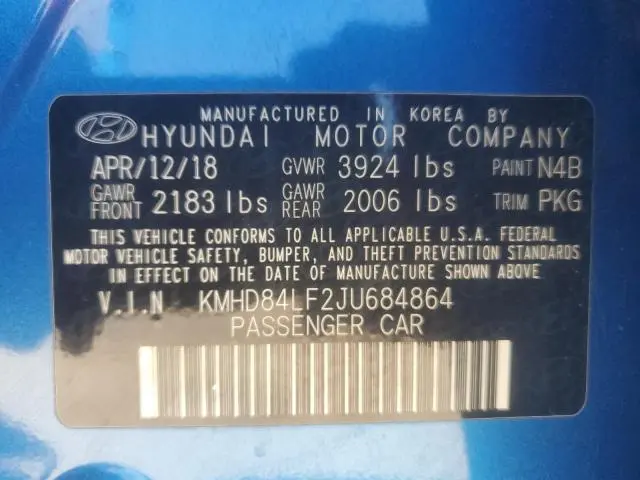 MANUFACTURED IN KOREA BY
HYUNDAI MOTOR COMPANY
APR/12/18 GVWR 3924 lbs PAINT N4B
GAWR FRONT 2183 lbs GAWR REAR 2006 lbs TRIM PKG
THIS VEHICLE CONFORMS TO ALL APPLICABLE U.S.A. FEDERAL
MOTOR VEHICLE SAFETY, BUMPER, AND THEFT PREVENTION
STANDARDS IN EFFECT ON THE DATE OF MANUFACTURE SHOWN ABOVE
V.I.N KMHD84LF2JU684864
PASSENGER CAR